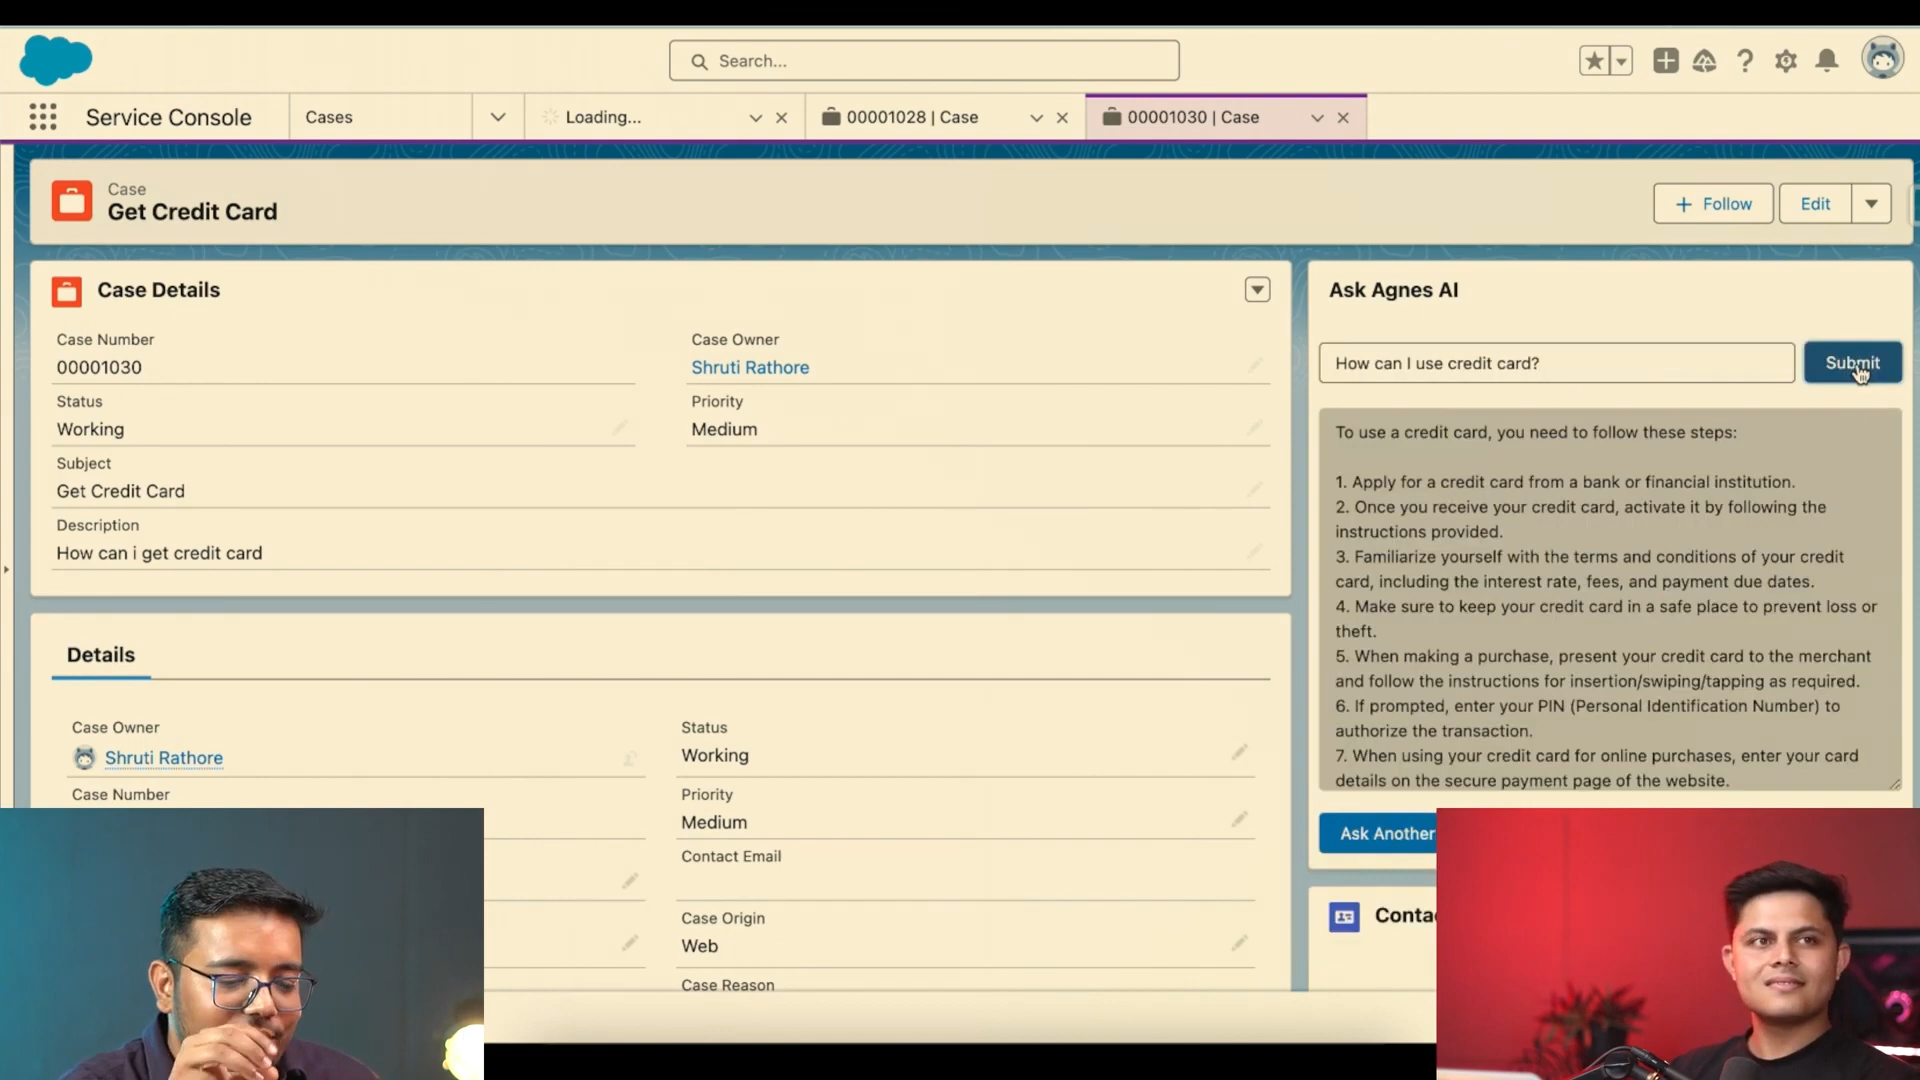 Search...
Service Console
Cases
Loading...
00001028 | Case
00001030 | Case
Case
Get Credit Card
+ Follow
Edit
Case Details
Case Number
00001030
Case Owner
Shruti Rathore
Status
Working
Priority
Medium
Subject
Get Credit Card
Description
How can i get credit card
Details
Case Owner
Shruti Rathore
Status
Working
Case Number
Priority
Medium
Contact Email
Case Origin
Web
Case Reason
Ask Agnes AI
How can I use credit card?
Submit
To use a credit card, you need to follow these steps:
1. Apply for a credit card from a bank or financial institution.
2. Once you receive your credit card, activate it by following the
instructions provided.
3. Familiarize yourself with the terms and conditions of your credit
card, including the interest rate, fees, and payment due dates.
4. Make sure to keep your credit card in a safe place to prevent loss or
theft.
5. When making a purchase, present your credit card to the merchant
and follow the instructions for insertion/swiping/tapping as required.
6. If prompted, enter your PIN (Personal Identification Number) to
authorize the transaction.
7. When using your credit card for online purchases, enter your card
details on the secure payment page of the website.
Ask Another
Conta